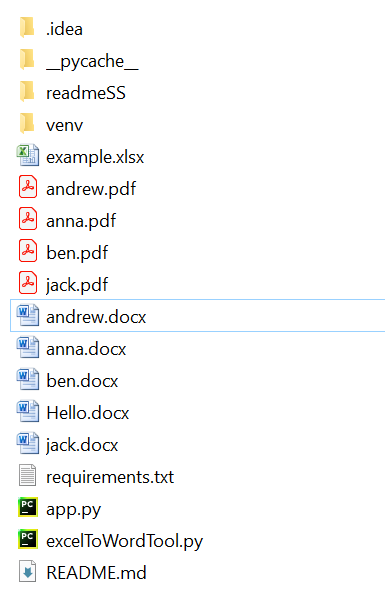 .idea
__pycache__
readmeSS
venv
example.xlsx
andrew.pdf
anna.pdf
ben.pdf
jack.pdf
andrew.docx
anna.docx
ben.docx
Hello.docx
jack.docx
requirements.txt
app.py
excelToWordTool.py
README.md